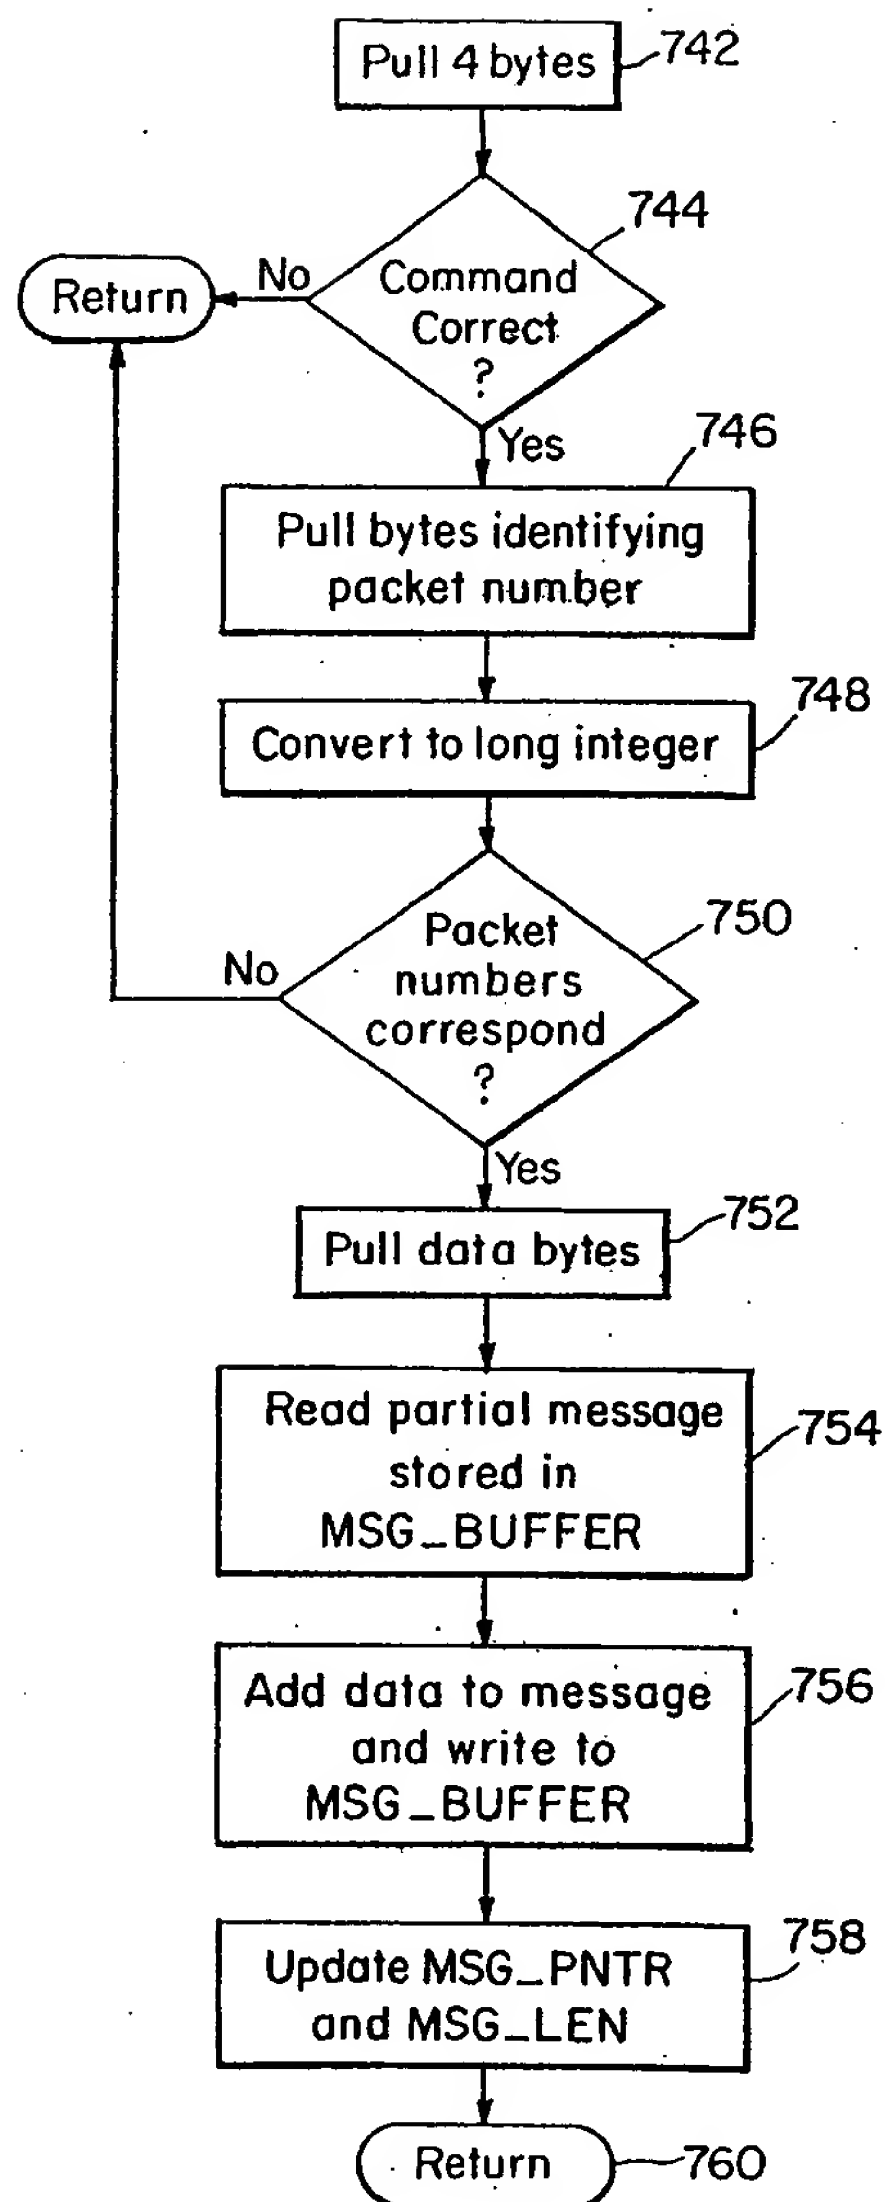 Pull 4 bytes
742
744
Return
No
Command
Correct
?
Yes
746
Pull bytes identifying
packet number
748
Convert to long integer
750
Packet
numbers
correspond
?
No
Yes
752
Pull data bytes
Read partial message
stored in
MSG_BUFFER
754
Add data to message
and write to
MSG_BUFFER
756
758
Update MSG_PNTR
and MSG_LEN
Return
760